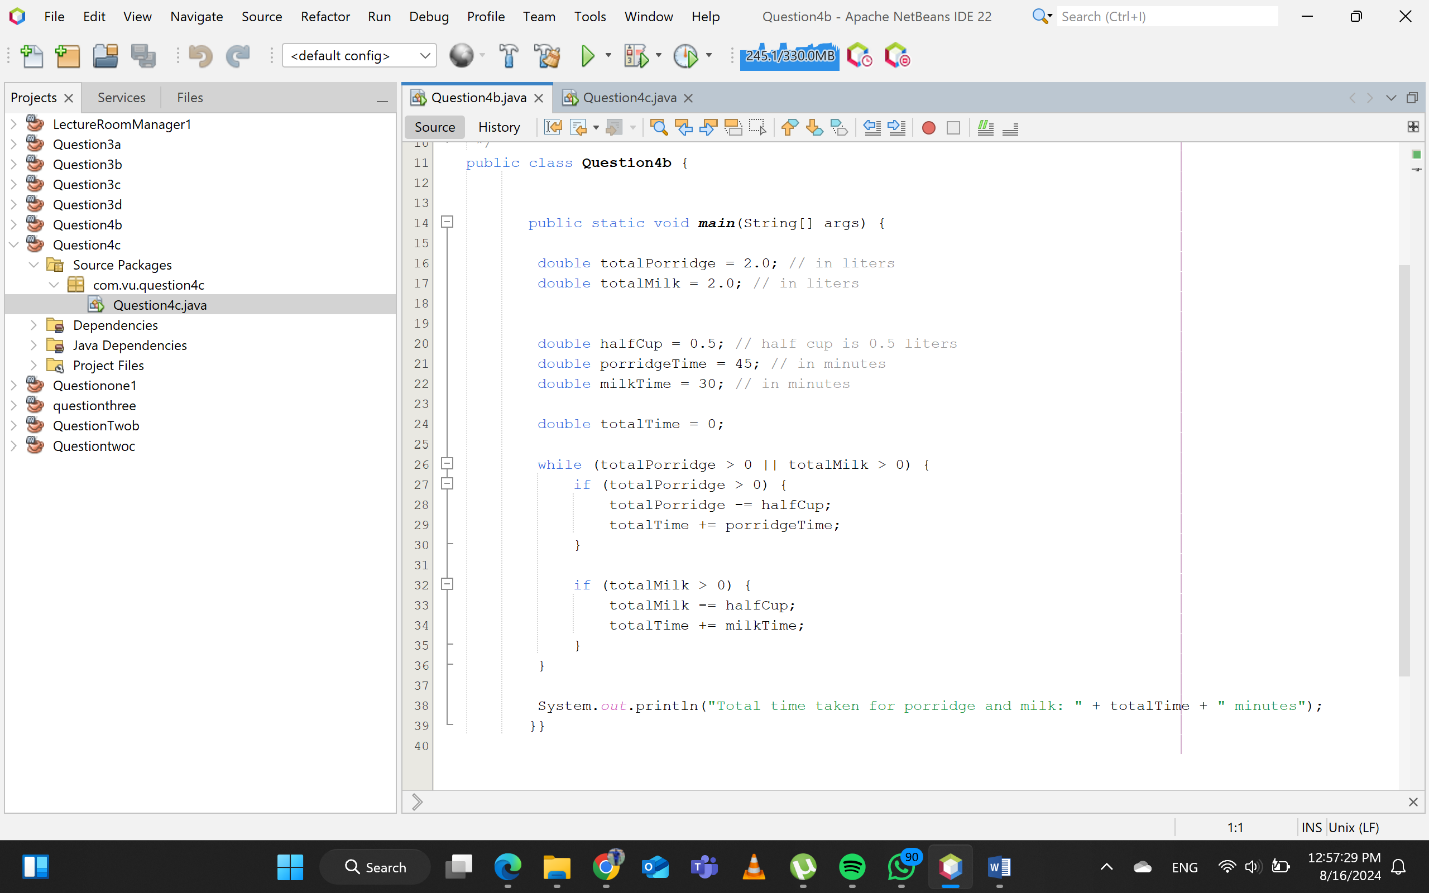 File Edit View Navigate Source Refactor Run Debug Profile Team Tools Window Help Question4b - Apache NetBeans IDE 22 Search (Ctrl+I)
<default config> 245.1/330.0MB
Projects Services Files
LectureRoomManager1
Question3a
Question3b
Question3c
Question3d
Question4b
Question4c
Source Packages
com.vu.question4c
Question4c.java
Dependencies
Java Dependencies
Project Files
Questionone1
questionthree
QuestionTwob
Questiontwoc
Question4b.java Question4c.java
Source History
10 */
11 public class Question4b {
12
13
14 public static void main(String[] args) {
15
16 double totalPorridge = 2.0; // in liters
17 double totalMilk = 2.0; // in liters
18
19
20 double halfCup = 0.5; // half cup is 0.5 liters
21 double porridgeTime = 45; // in minutes
22 double milkTime = 30; // in minutes
23
24 double totalTime = 0;
25
26 while (totalPorridge > 0 || totalMilk > 0) {
27 if (totalPorridge > 0) {
28 totalPorridge -= halfCup;
29 totalTime += porridgeTime;
30 }
31
32 if (totalMilk > 0) {
33 totalMilk -= halfCup;
34 totalTime += milkTime;
35 }
36 }
37
38 System.out.println("Total time taken for porridge and milk: " + totalTime + " minutes");
39 }}
40
1:1 INS Unix (LF)
Search 90 ENG 12:57:29 PM
8/16/2024